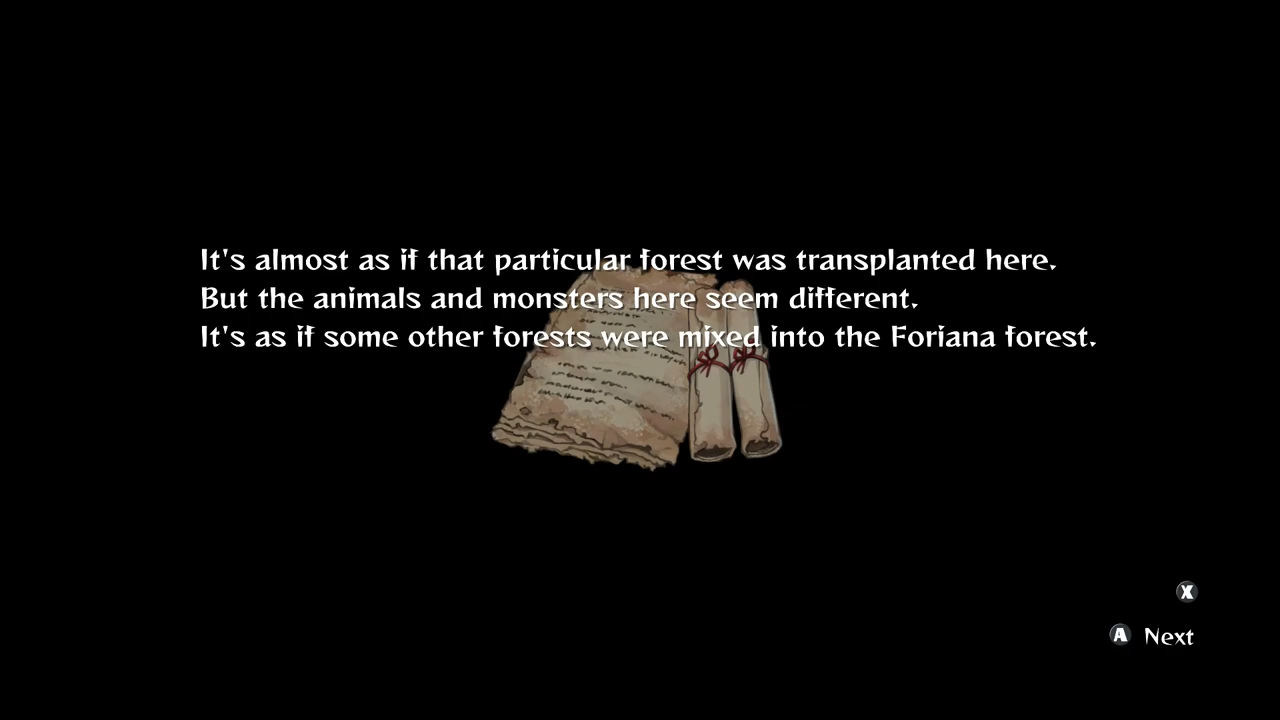 It's almost as if that particular forest was transplanted here.
But the animals and monsters here seem different.
It's as if some other forests were mixed into the Foriana forest.
X
A Next